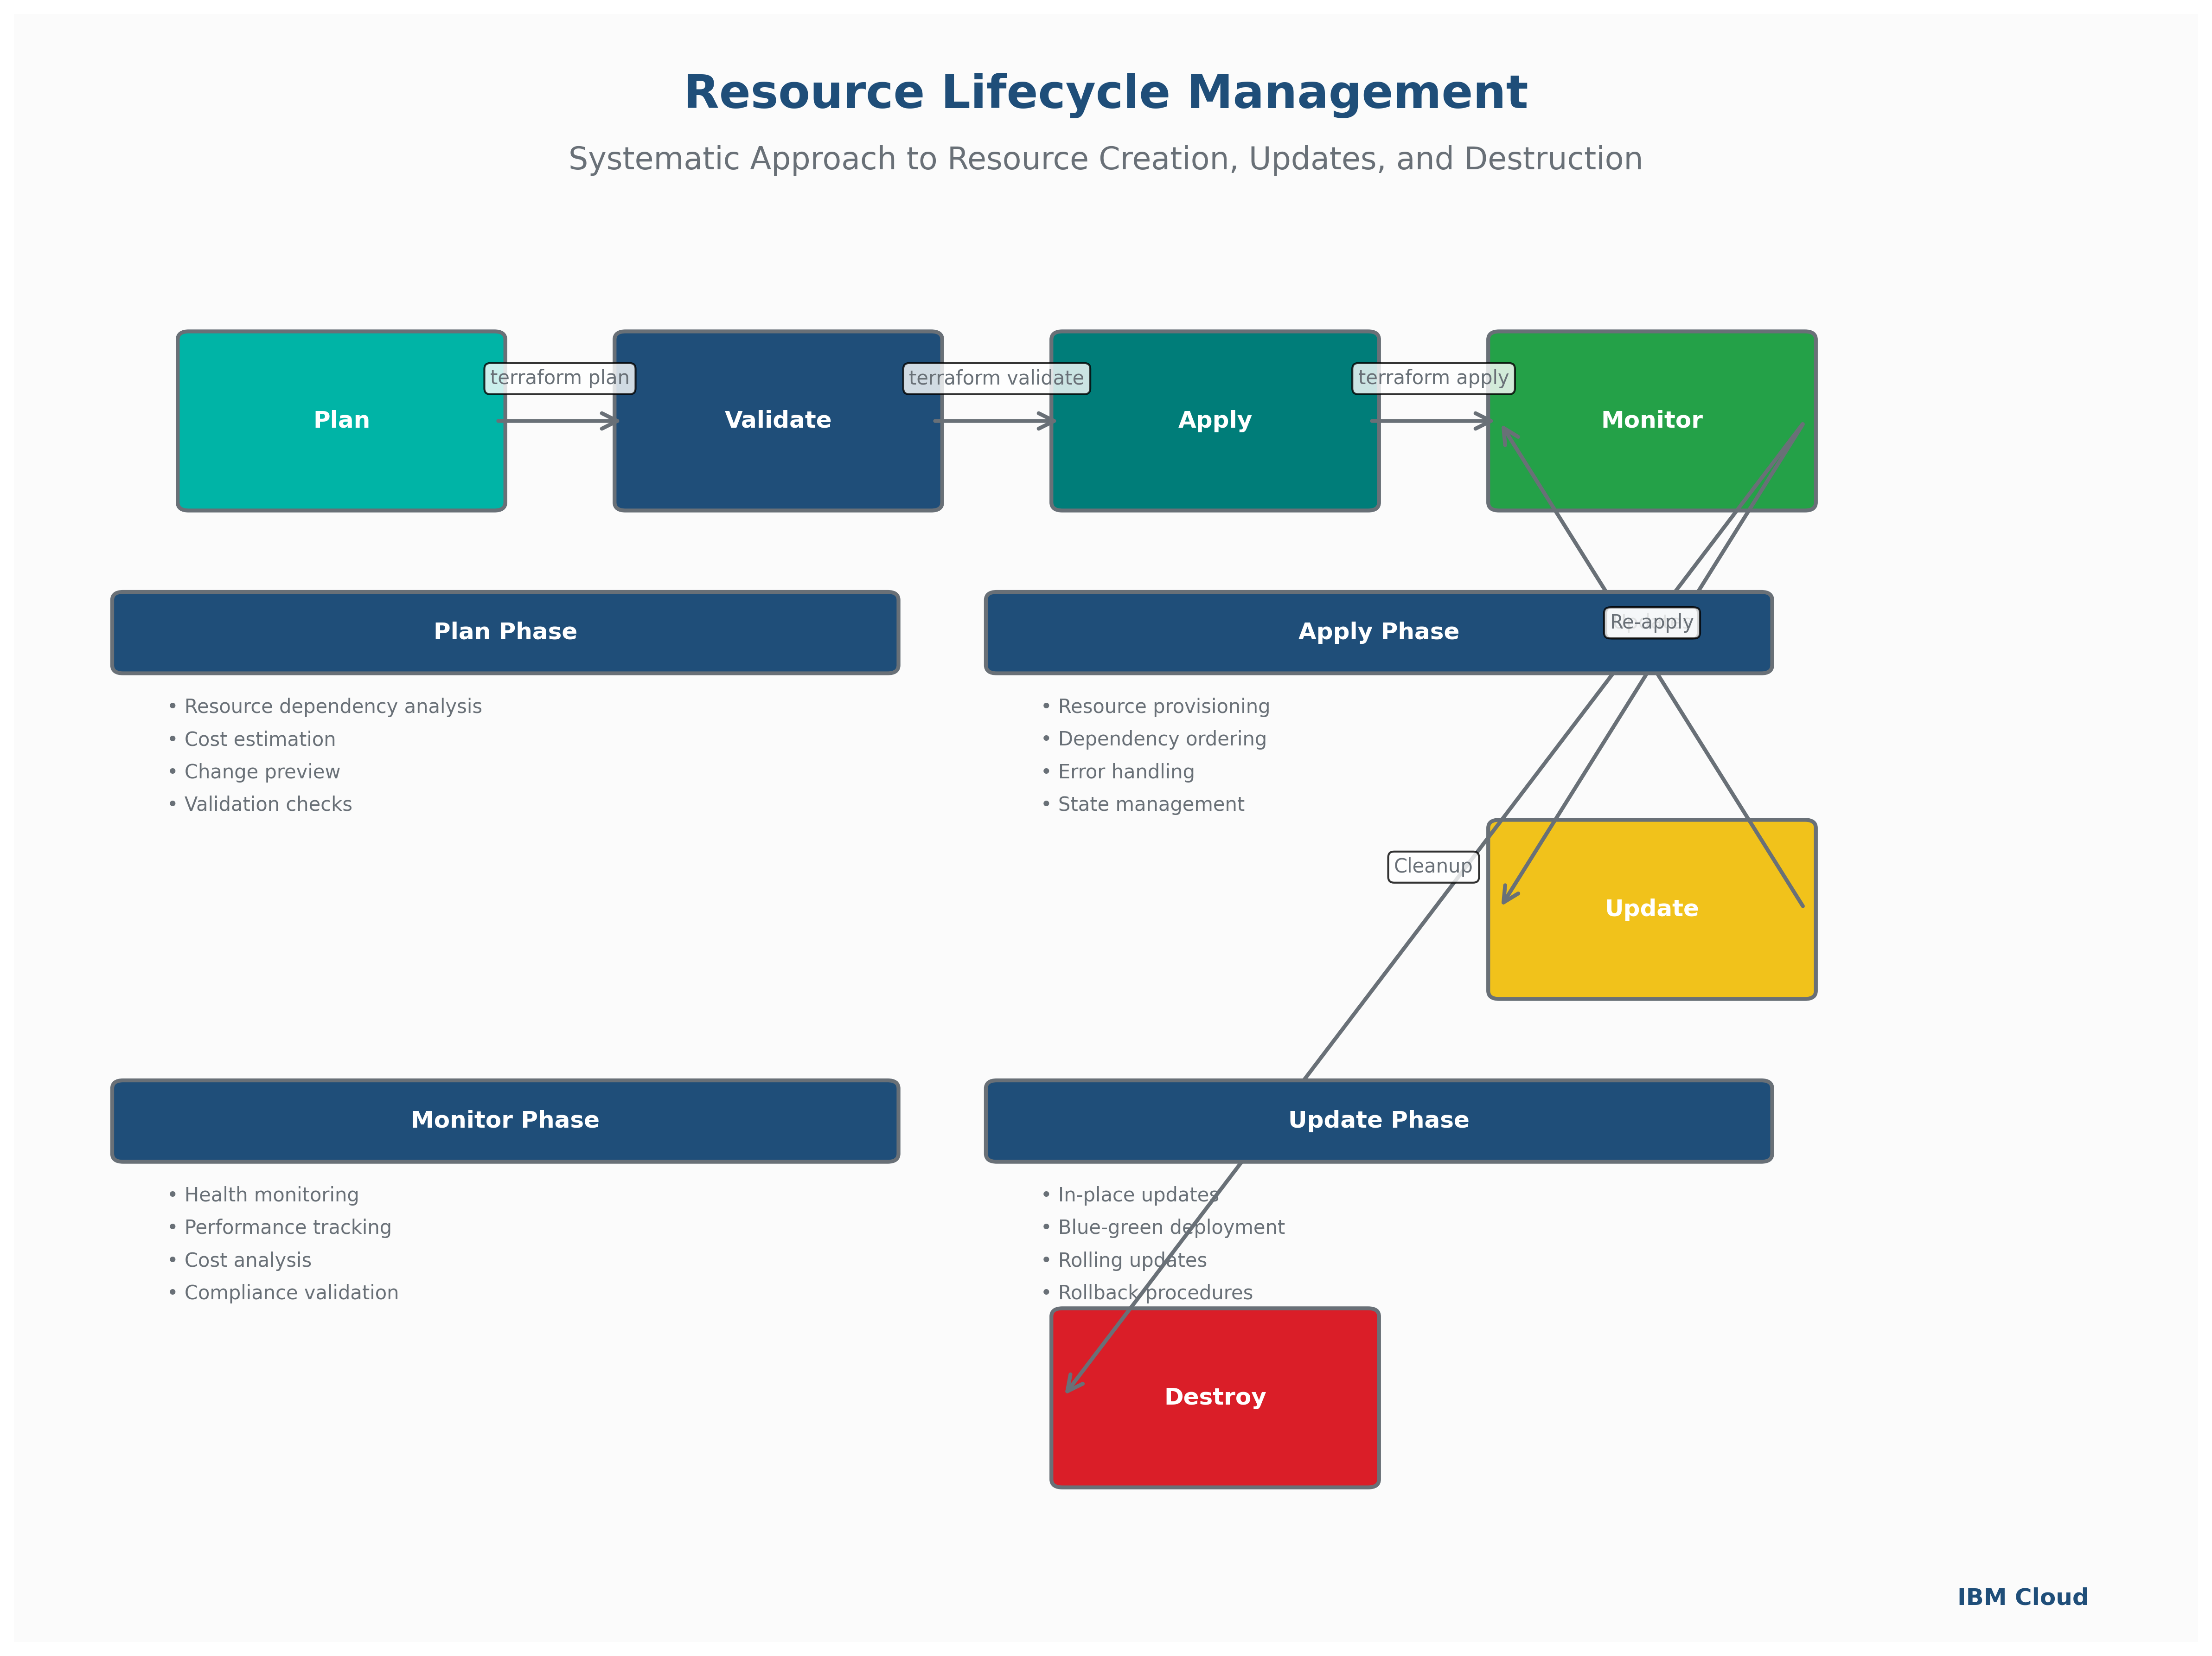 Resource Lifecycle Management
Systematic Approach to Resource Creation, Updates, and Destruction
terraform plan
terraform validate
terraform apply
Plan
Validate
Apply
Monitor
Plan Phase
Apply Phase
Re-apply
• Resource dependency analysis
• Cost estimation
• Change preview
• Validation checks
• Resource provisioning
• Dependency ordering
• Error handling
• State management
Cleanup
Update
Monitor Phase
Update Phase
• Health monitoring
• Performance tracking
• Cost analysis
• Compliance validation
• In-place updates
• Blue-green deployment
• Rolling updates
• Rollback procedures
Destroy
IBM Cloud